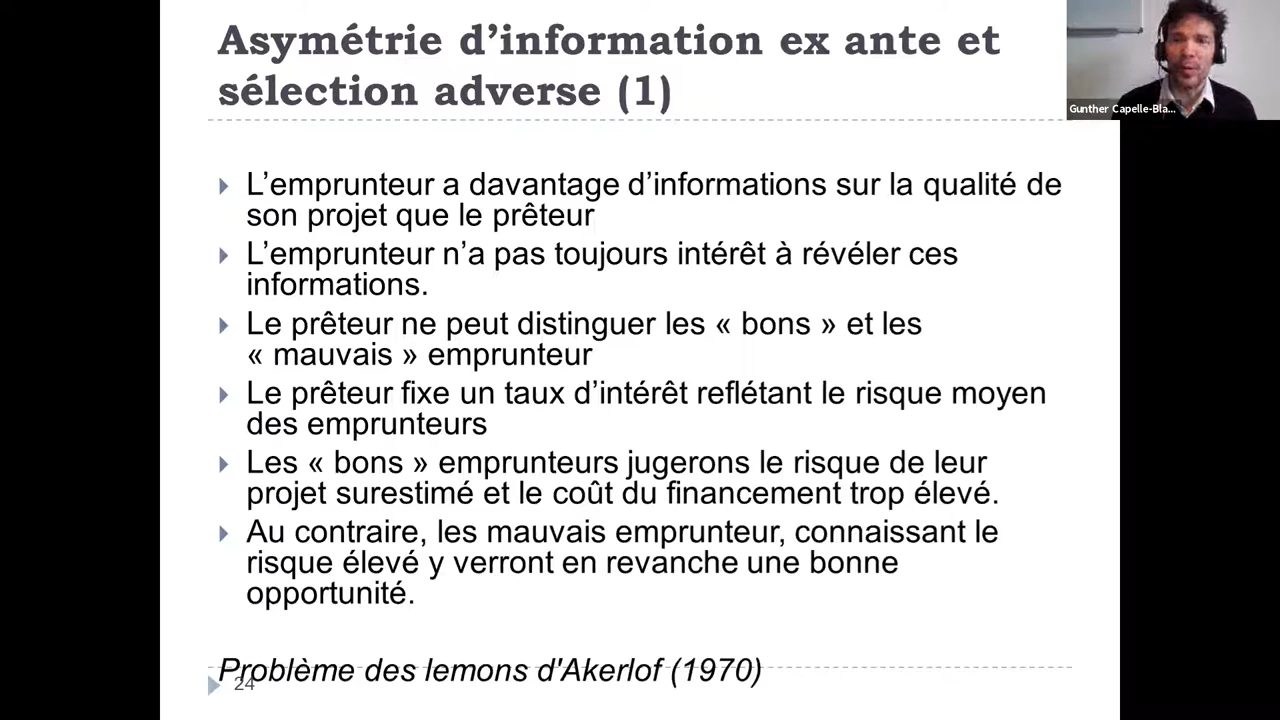 Asymétrie d’information ex ante et
sélection adverse (1)
Gunther Capelle-Bla...
L’emprunteur a davantage d’informations sur la qualité de
son projet que le prêteur
L’emprunteur n’a pas toujours intérêt à révéler ces
informations.
Le prêteur ne peut distinguer les « bons » et les
« mauvais » emprunteur
Le prêteur fixe un taux d’intérêt reflétant le risque moyen
des emprunteurs
Les « bons » emprunteurs jugerons le risque de leur
projet surestimé et le coût du financement trop élevé.
Au contraire, les mauvais emprunteur, connaissant le
risque élevé y verront en revanche une bonne
opportunité.
Problème des lemons d'Akerlof (1970)
24